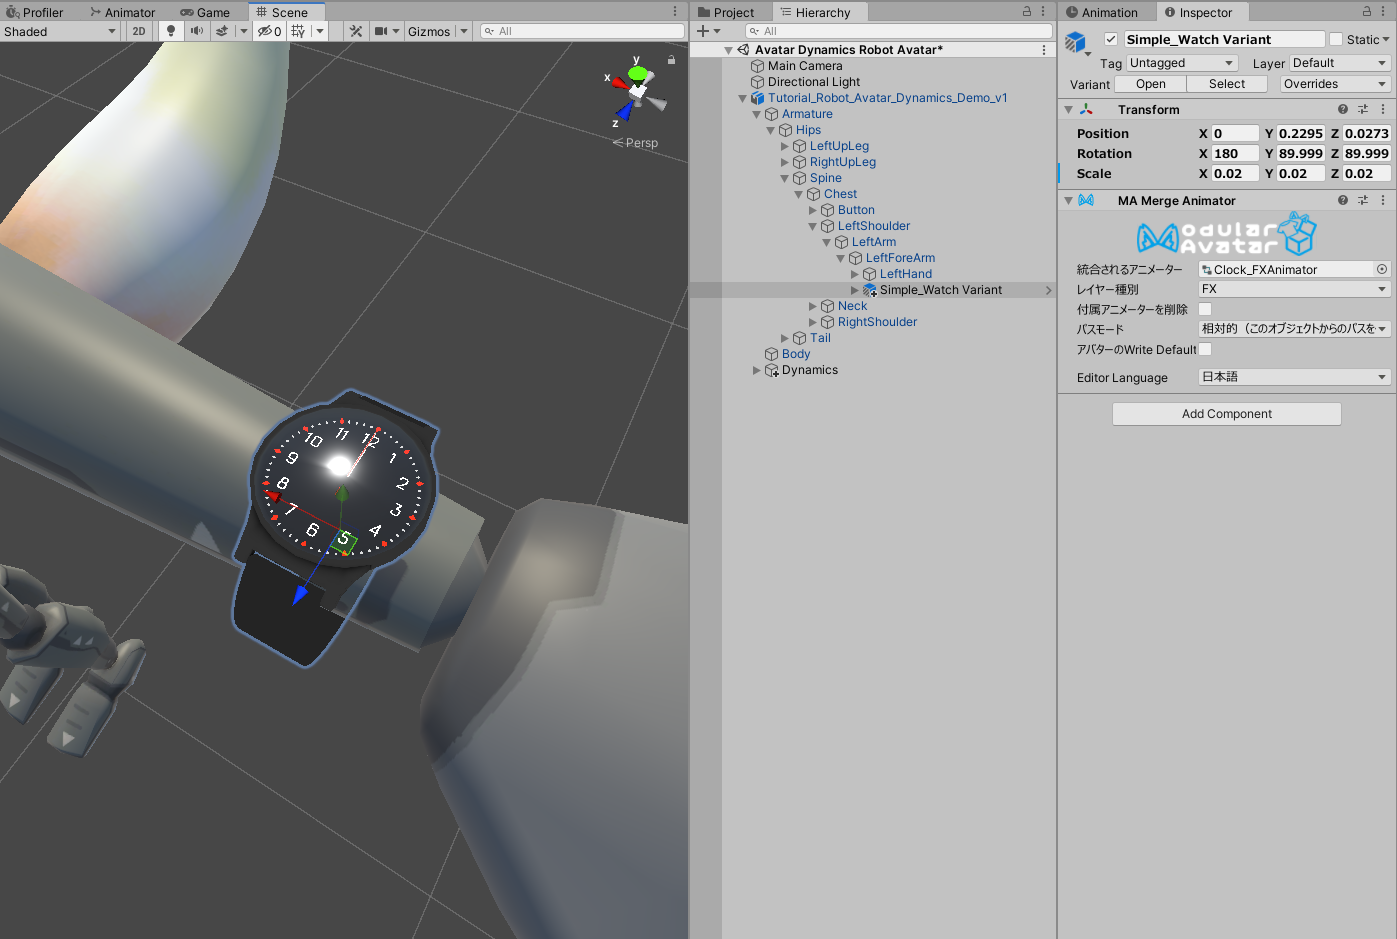 Profiler Animator Game Scene
Shaded 2D 0 Gizmos All
y
x
z
Persp
11
12
10
1
9
2
8
3
7
4
6
5
Project Hierarchy
All
Avatar Dynamics Robot Avatar*
Main Camera
Directional Light
Tutorial_Robot_Avatar_Dynamics_Demo_v1
Armature
Hips
LeftUpLeg
RightUpLeg
Spine
Chest
Button
LeftShoulder
LeftArm
LeftForeArm
LeftHand
Simple_Watch Variant
Neck
RightShoulder
Tail
Body
Dynamics
Animation Inspector
Simple_Watch Variant Static
Tag Untagged Layer Default
Variant Open Select Overrides
Transform
Position X 0 Y 0.2295 Z 0.0273
Rotation X 180 Y 89.999 Z 89.999
Scale X 0.02 Y 0.02 Z 0.02
MA Merge Animator
Modular
Avatar
統合されるアニメーター Clock_FXAnimator
レイヤー種別 FX
付属アニメーターを削除
パスモード 相対的（このオブジェクトからのパスを
アバターのWrite Default
Editor Language 日本語
Add Component